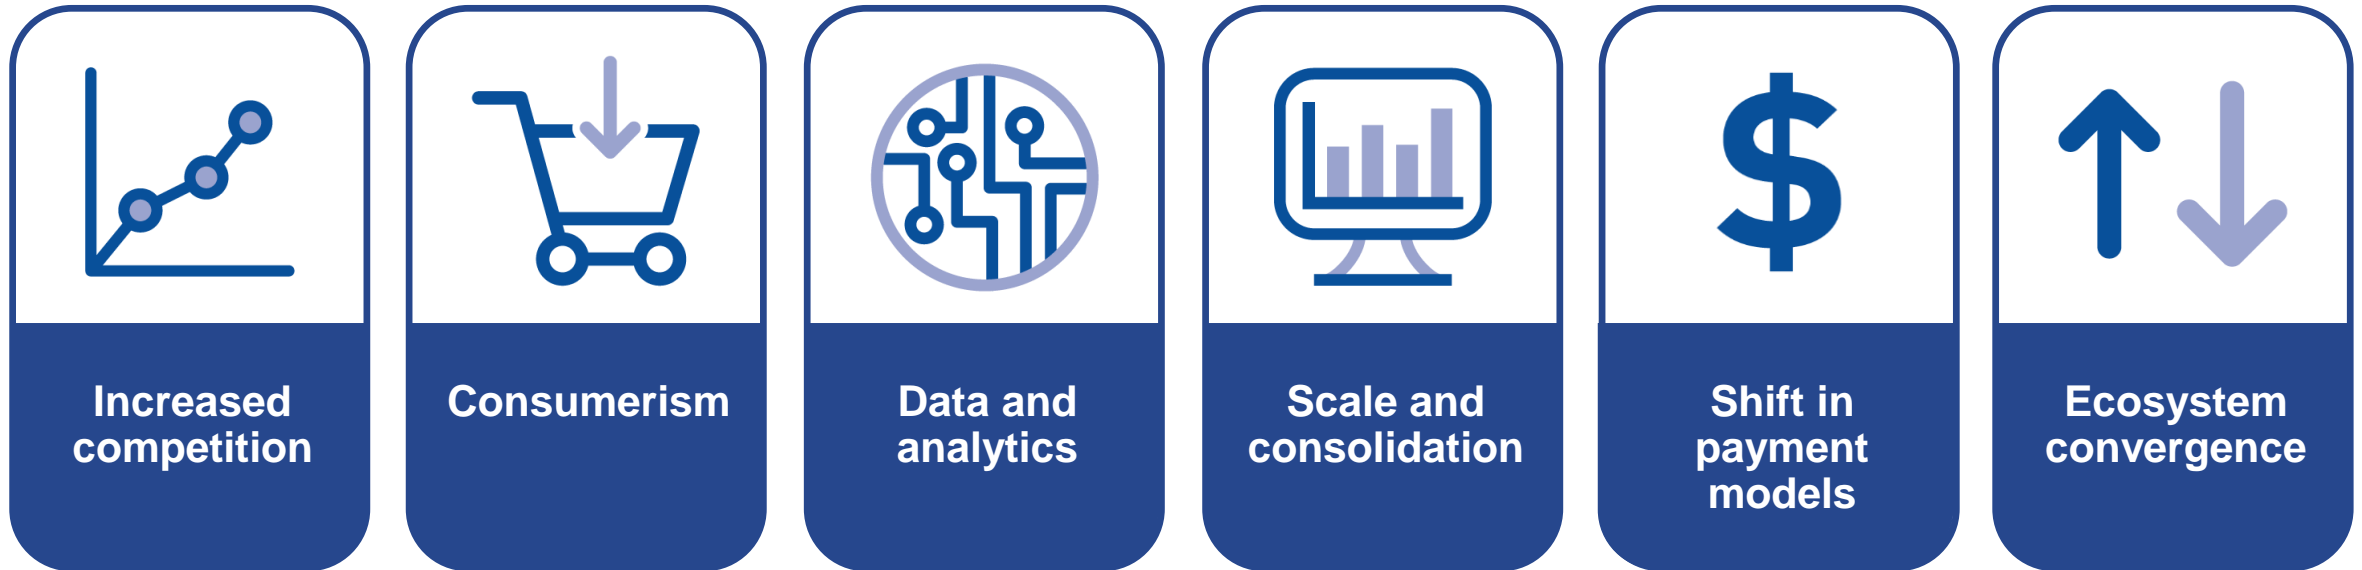 Increased
competition
Consumerism
Data and
analytics
Scale and
consolidation
$
Shift in
payment
models
Ecosystem
convergence